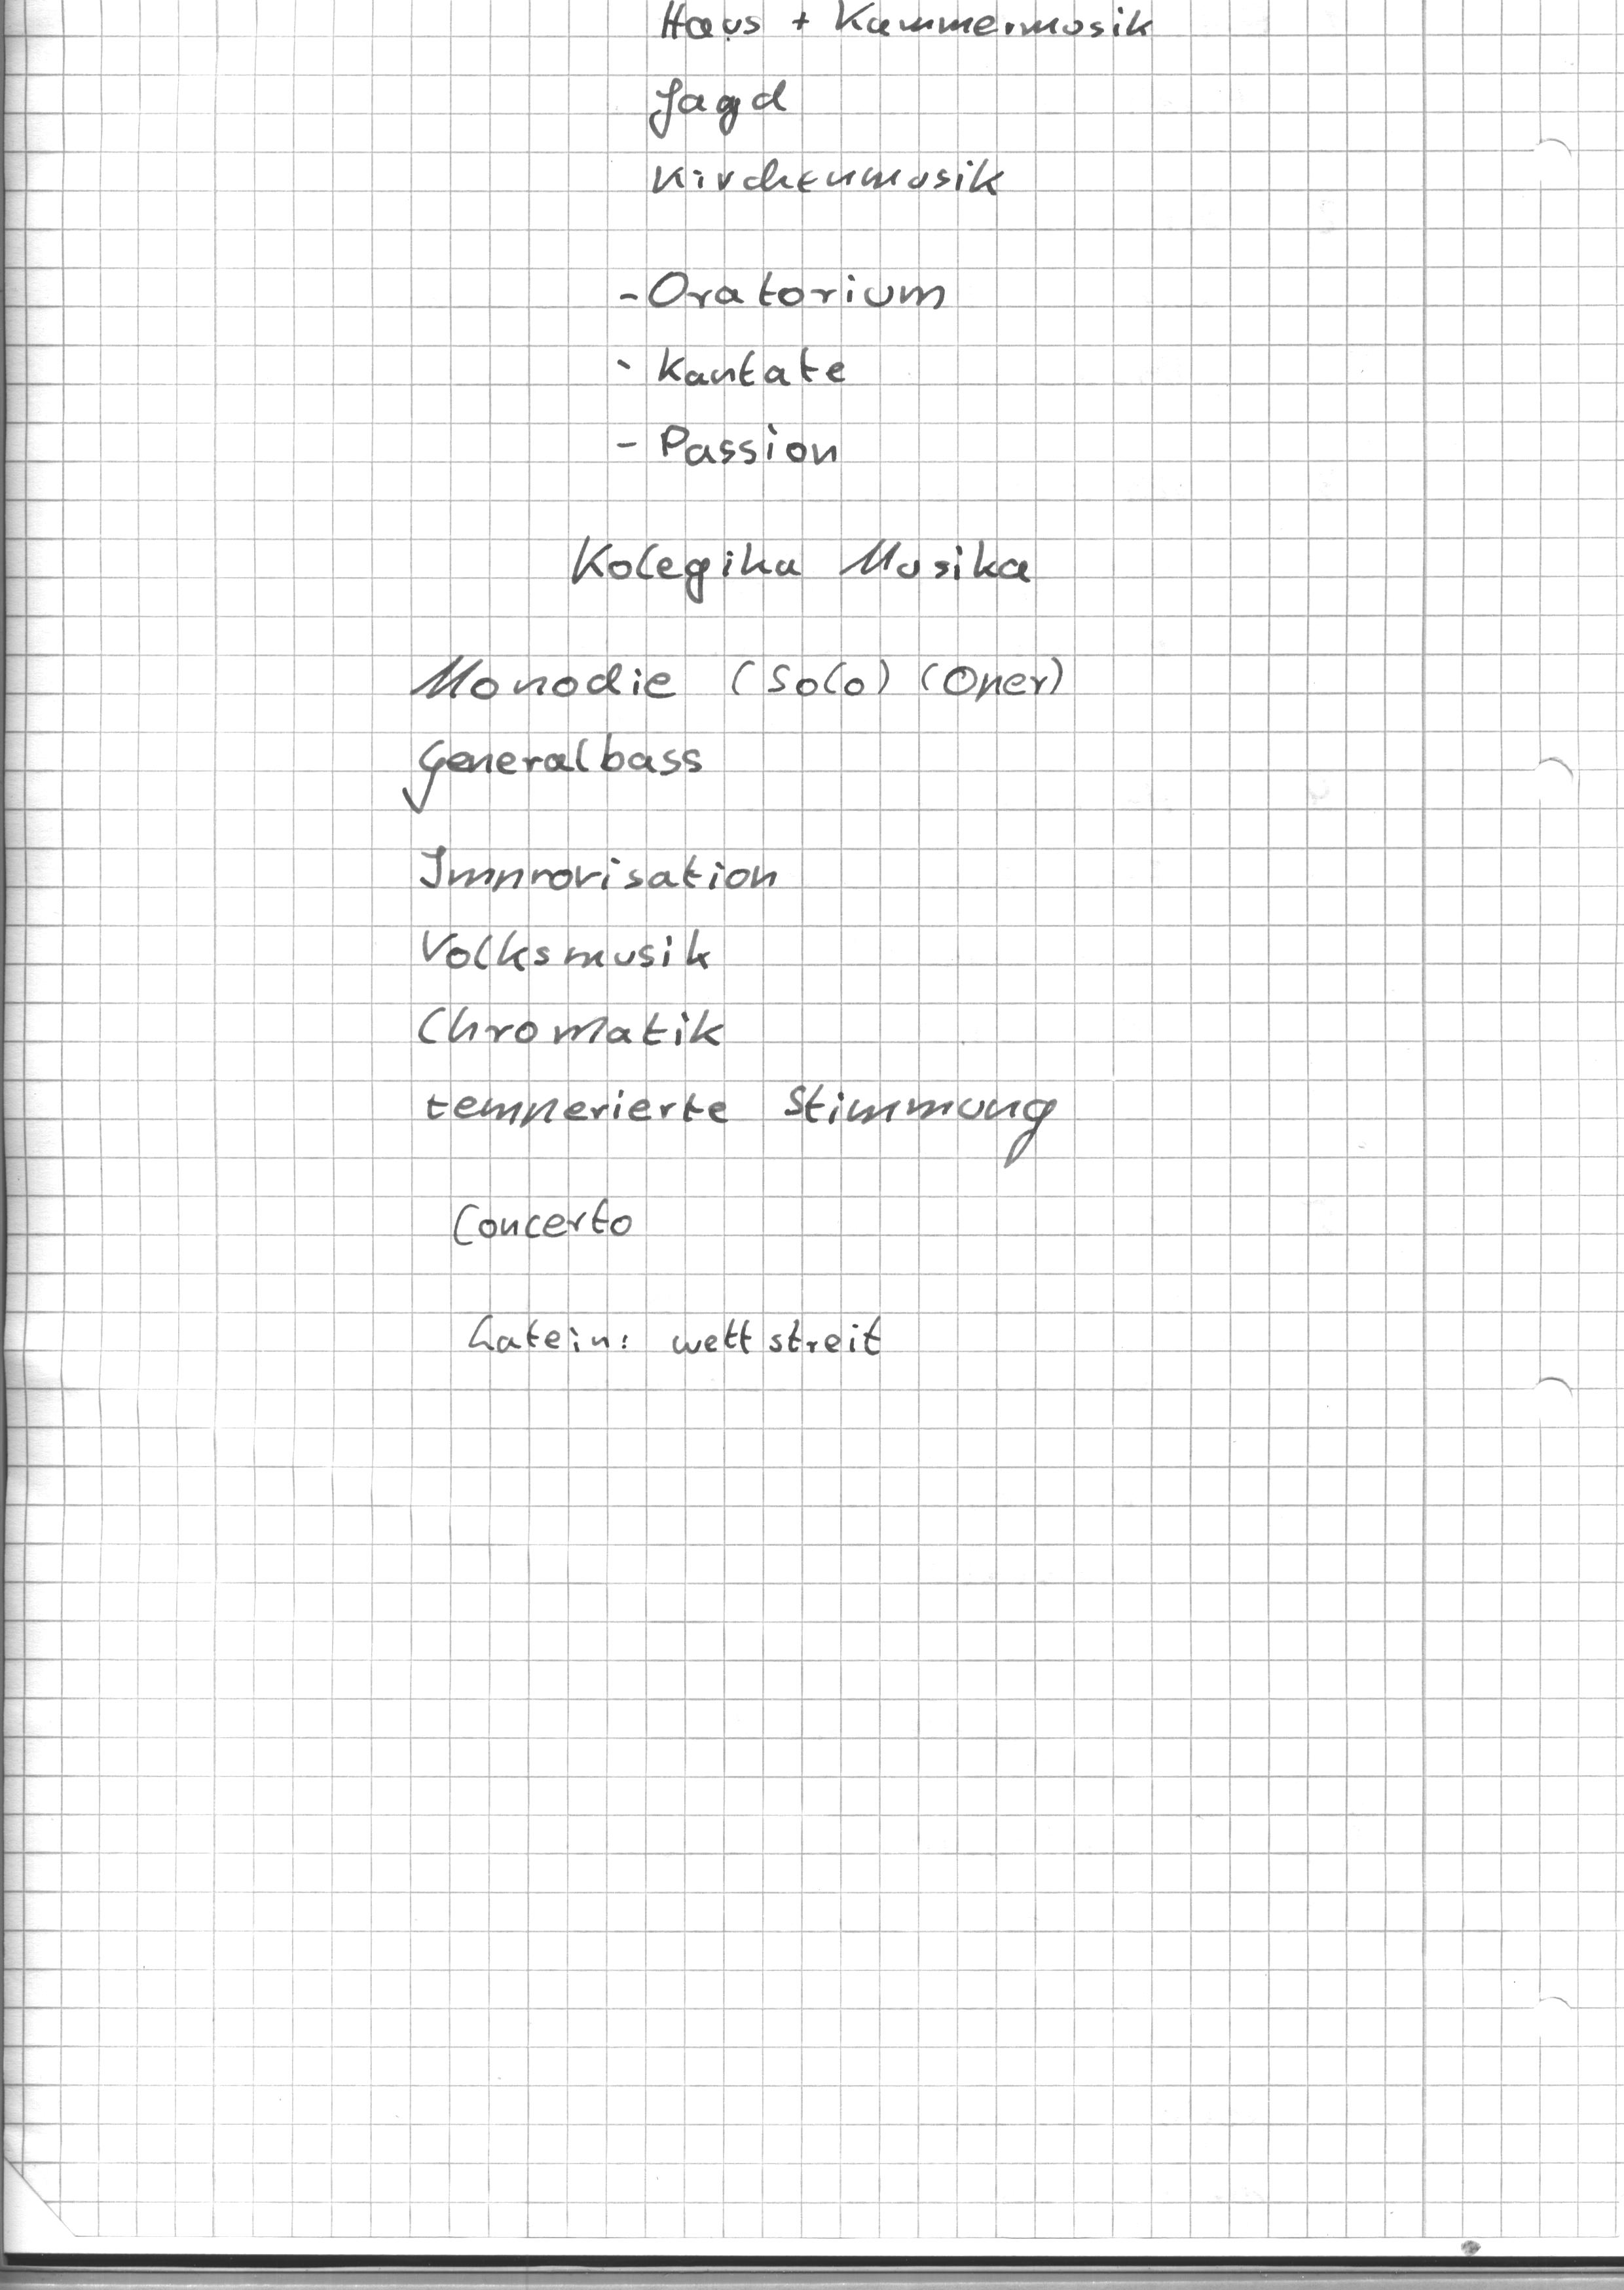 Haus + Kammermusik
Jagd
Kirchenmusik
- Oratorium
- Kantate
- Passion
Kolegika Musika
Monodie (Solo) (Oper)
Generalbass
Improvisation
Volksmusik
Chromatik
temperierte Stimmung
Concerto
Latein: wettstreit